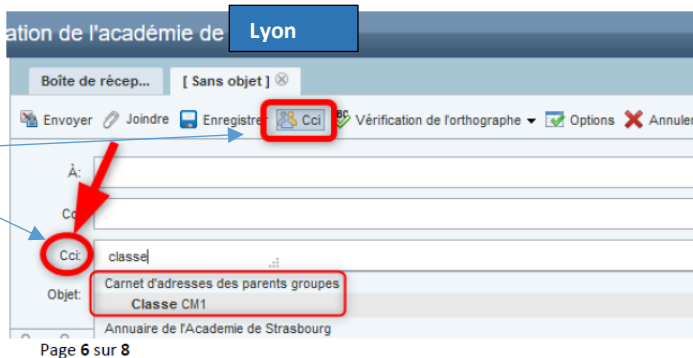 ation de l'académie de Lyon
Boîte de récep... [ Sans objet ]
Envoyer Joindre Enregistrer Cci Vérification de l'orthographe Options Annuler
À:
Cc
Cci: classe
Objet: Carnet d'adresses des parents groupes
Classe CM1
Annuaire de l'Academie de Strasbourg
Page 6 sur 8